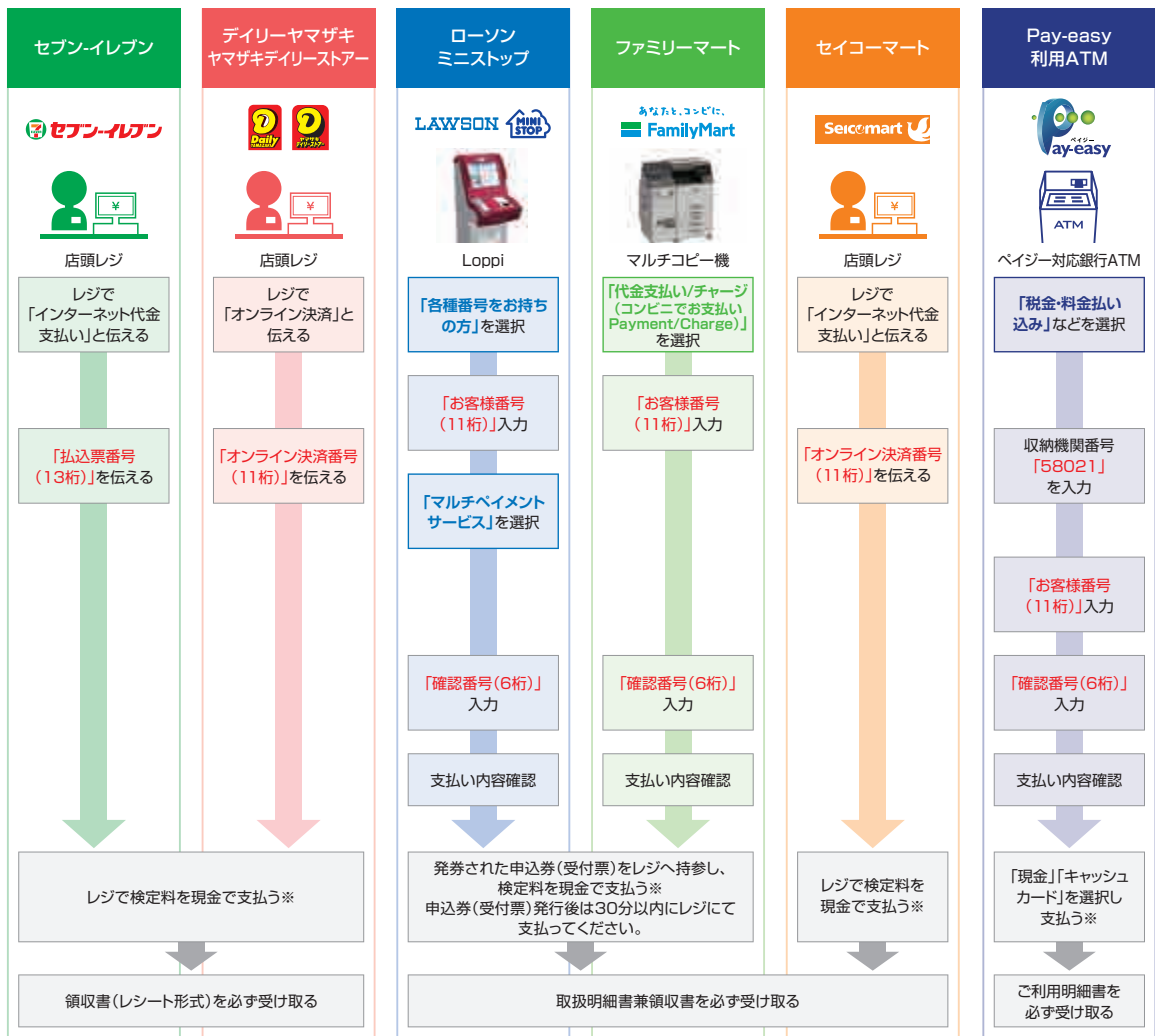 セブン-イレブン
セブン-イレブン
店頭レジ
レジで
「インターネット代金
支払い」と伝える
「払込票番号
(13桁)」を伝える
デイリーヤマザキ
ヤマザキデイリーストアー
Daily
YAMAZAKI
ヤマザキ
デイリーストアー
店頭レジ
レジで
「オンライン決済」と
伝える
「オンライン決済番号
(11桁)」を伝える
レジで検定料を現金で支払う※
領収書(レシート形式)を必ず受け取る
ローソン
ミニストップ
LAWSON
MINI
STOP
Loppi
「各種番号をお持ち
の方」を選択
「お客様番号
(11桁)」入力
「マルチペイメント
サービス」を選択
「確認番号(6桁)」
入力
支払い内容確認
ファミリーマート
あなたと、コンビに、
FamilyMart
マルチコピー機
「代金支払い/チャージ
(コンビニでお支払い
Payment/Charge)」
を選択
「お客様番号
(11桁)」入力
「確認番号(6桁)」
入力
支払い内容確認
発券された申込券(受付票)をレジへ持参し、
検定料を現金で支払う※
申込券(受付票)発行後は30分以内にレジにて
支払ってください。
セイコーマート
Seicomart
店頭レジ
レジで
「インターネット代金
支払い」と伝える
「オンライン決済番号
(11桁)」を伝える
レジで検定料を
現金で支払う※
取扱明細書兼領収書を必ず受け取る
Pay-easy
利用ATM
ペイジー
Pay-easy
ATM
ペイジー対応銀行ATM
「税金・料金払い
込み」などを選択
収納機関番号
「58021」
を入力
「お客様番号
(11桁)」入力
「確認番号(6桁)」
入力
支払い内容確認
「現金」「キャッシュ
カード」を選択し
支払う※
ご利用明細書を
必ず受け取る